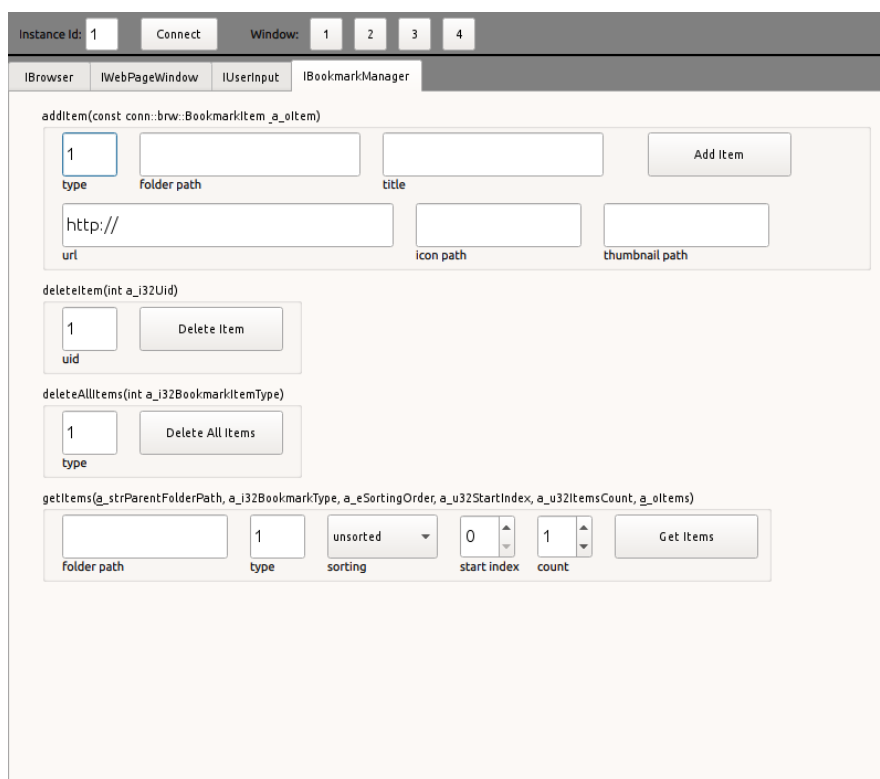 Instance Id: 1 Connect Window: 1 2 3 4
IBrowser IWebPageWindow IUserInput IBookmarkManager
addItem(const conn::brw::BookmarkItem _a_oItem)
1 Add Item
type folder path title
http://
url icon path thumbnail path
deleteItem(int a_i32Uid)
1 Delete Item
uid
deleteAllItems(int a_i32BookmarkItemType)
1 Delete All Items
type
getItems(a_strParentFolderPath, a_i32BookmarkType, a_eSortingOrder, a_u32StartIndex, a_u32ItemsCount, a_oItems)
1 unsorted 0 1 Get Items
folder path type sorting start index count